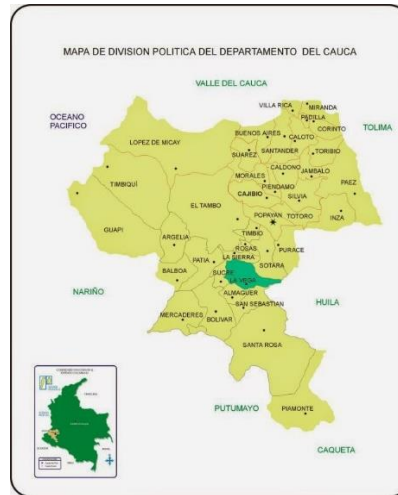 MAPA DE DIVISION POLITICA DEL DEPARTAMENTO DEL CAUCA
VALLE DEL CAUCA
OCEANO
PACIFICO
TOLIMA
VILLA RICA
MIRANDA
PADILLA
CORINTO
BUENOS AIRES
CALOTO
LOPEZ DE MICAY
SUAREZ
SANTANDER
TORIBIO
CALDONO
JAMBALO
MORALES
PIENDAMO
PAEZ
TIMBIQUÍ
CAJIBIO
SILVIA
EL TAMBO
POPAYÁN
TOTORO
INZA
GUAPI
TIMBIO
ARGELIA
ROSAS
PURACE
PATIA
LA SIERRA
SOTARA
BALBOA
SUCRE
LA VEGA
NARIÑO
ALMAGUER
HUILA
SAN SEBASTIAN
MERCADERES
BOLIVAR
SANTA ROSA
PUTUMAYO
PIAMONTE
CAQUETA